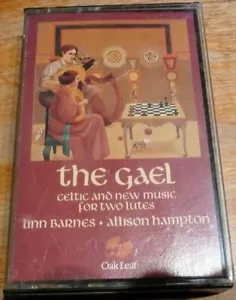 the gael
celtic and new music
for two lutes
linn barnes • allison hampton
Oak Leaf